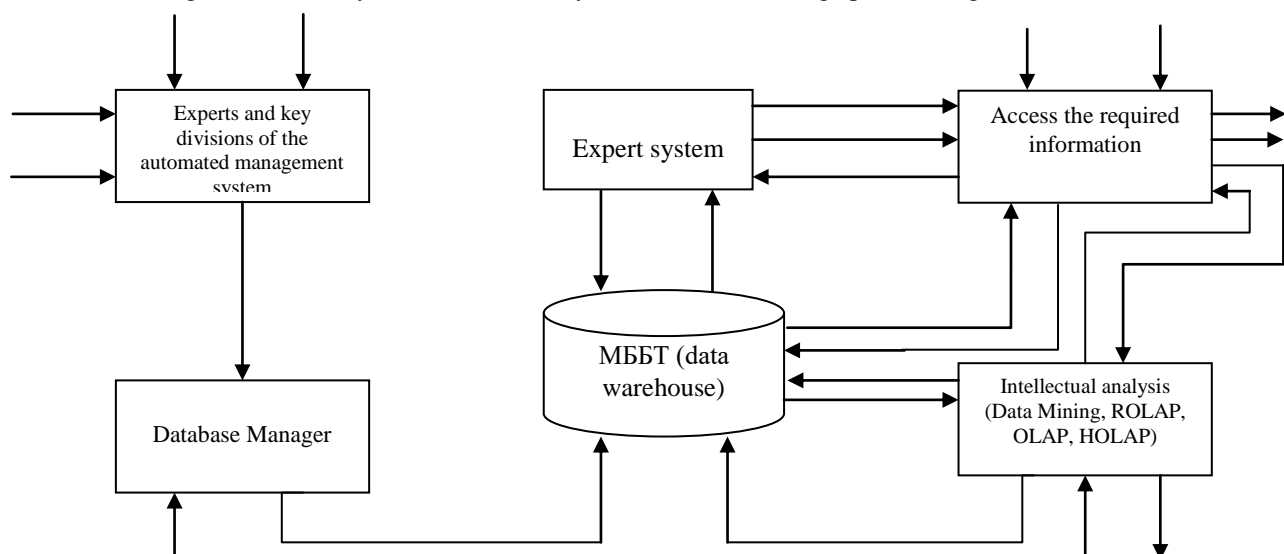 Experts and key
divisions of the
automated management
system
Expert system
Access the required
information
МББТ (data
warehouse)
Database Manager
Intellectual analysis
(Data Mining, ROLAP,
OLAP, HOLAP)